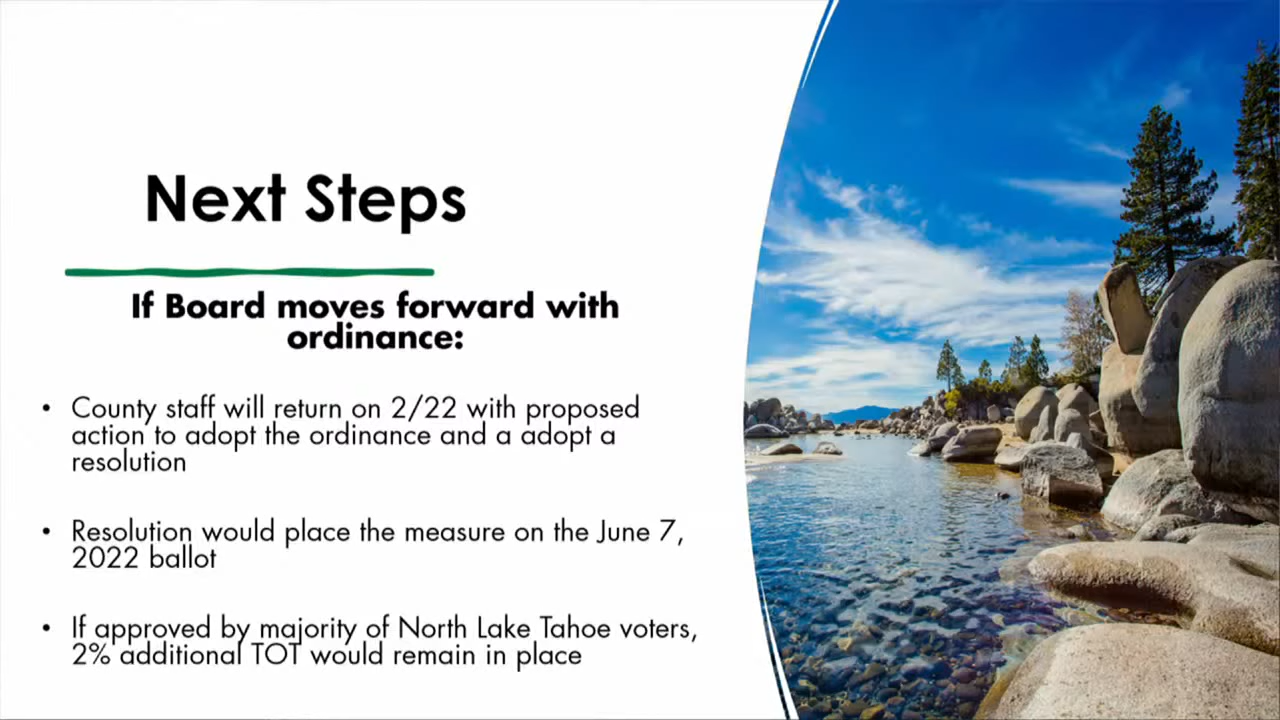 Next Steps
If Board moves forward with
ordinance:
• County staff will return on 2/22 with proposed
action to adopt the ordinance and a adopt a
resolution
• Resolution would place the measure on the June 7,
2022 ballot
• If approved by majority of North Lake Tahoe voters,
2% additional TOT would remain in place